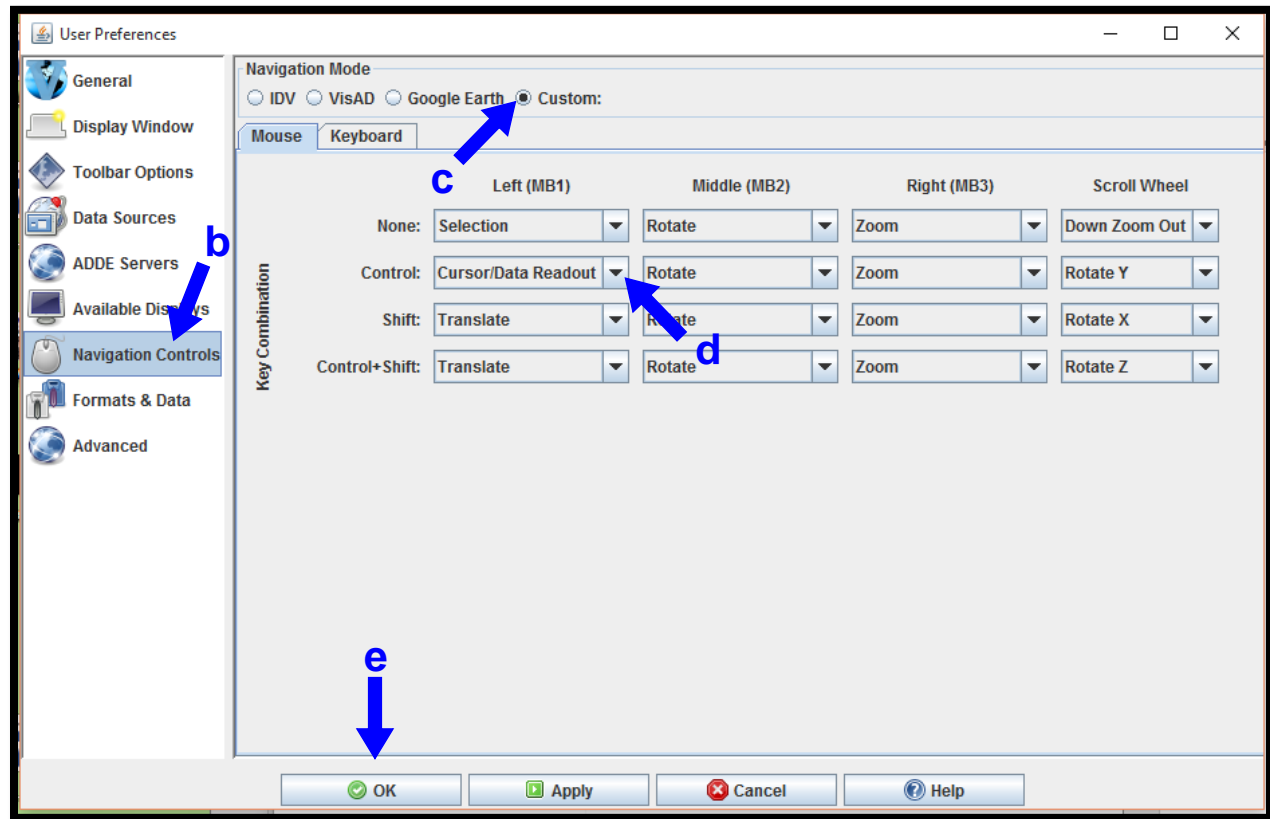 User Preferences
General
Display Window
Toolbar Options
Data Sources
ADDE Servers
Available Displays
Navigation Controls
Formats & Data
Advanced
b
Navigation Mode
IDV VisAD Google Earth Custom:
Mouse Keyboard
c
Left (MB1) Middle (MB2) Right (MB3) Scroll Wheel
Key Combination
None: Selection Rotate Zoom Down Zoom Out
Control: Cursor/Data Readout Rotate Zoom Rotate Y
Shift: Translate Rotate Zoom Rotate X
d
Control+Shift: Translate Rotate Zoom Rotate Z
e
OK Apply Cancel Help